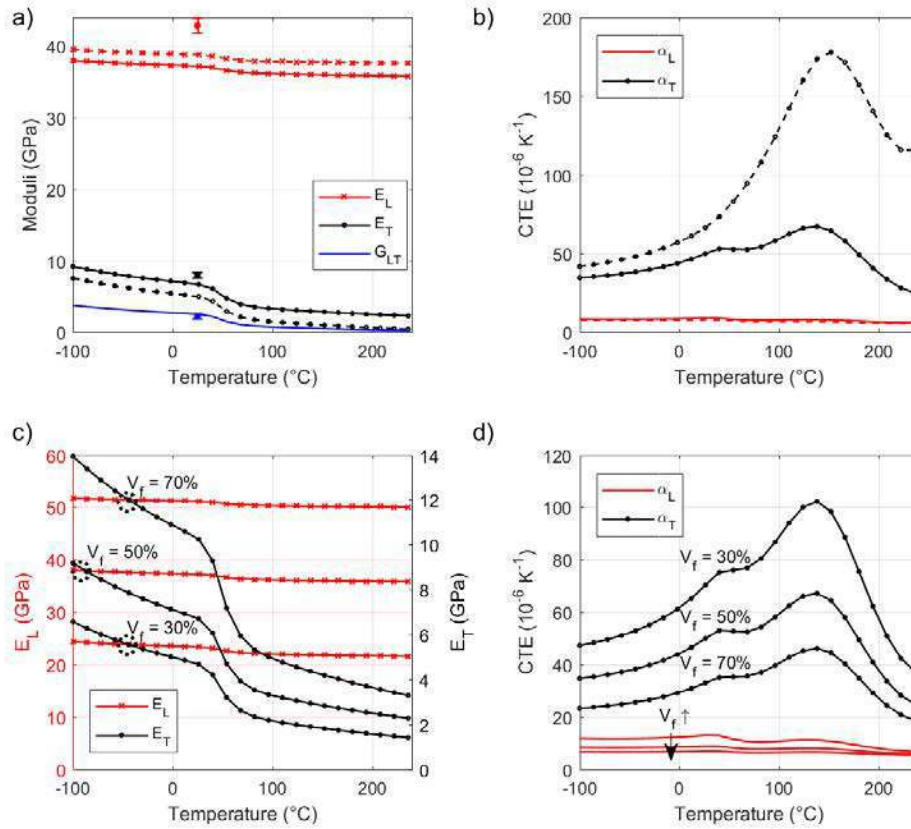 a)
40
30
20
10
0
Moduli (GPa)
E_L
E_T
G_LT
-100 0 100 200
Temperature (°C)
b)
200
150
100
50
0
CTE (10^-6 K^-1)
α_L
α_T
-100 0 100 200
Temperature (°C)
c)
60
50
40
30
20
10
0
E_L (GPa)
14
12
10
8
6
4
2
0
E_T (GPa)
V_f = 70%
V_f = 50%
V_f = 30%
E_L
E_T
-100 0 100 200
Temperature (°C)
d)
120
100
80
60
40
20
0
CTE (10^-6 K^-1)
α_L
α_T
V_f = 30%
V_f = 50%
V_f = 70%
V_f ↑
-100 0 100 200
Temperature (°C)